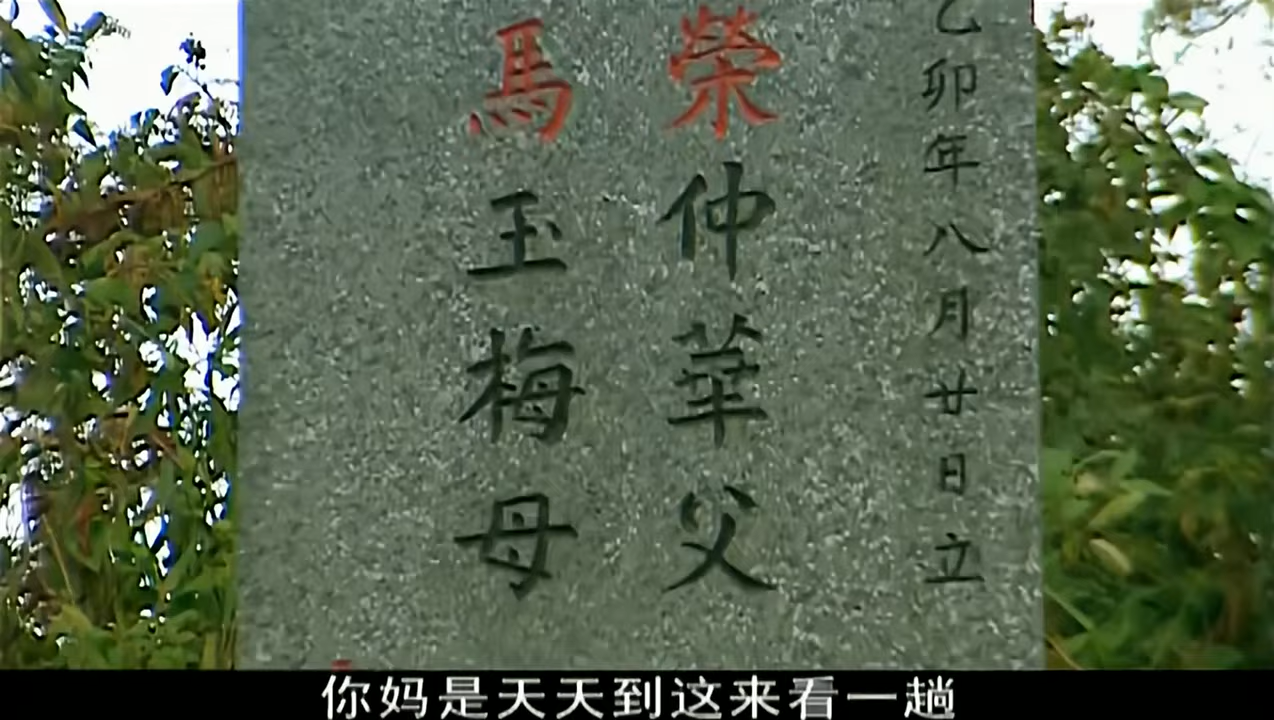 乙卯年八月廿日立
榮仲華父
馬玉梅母
你妈是天天到这来看一趟